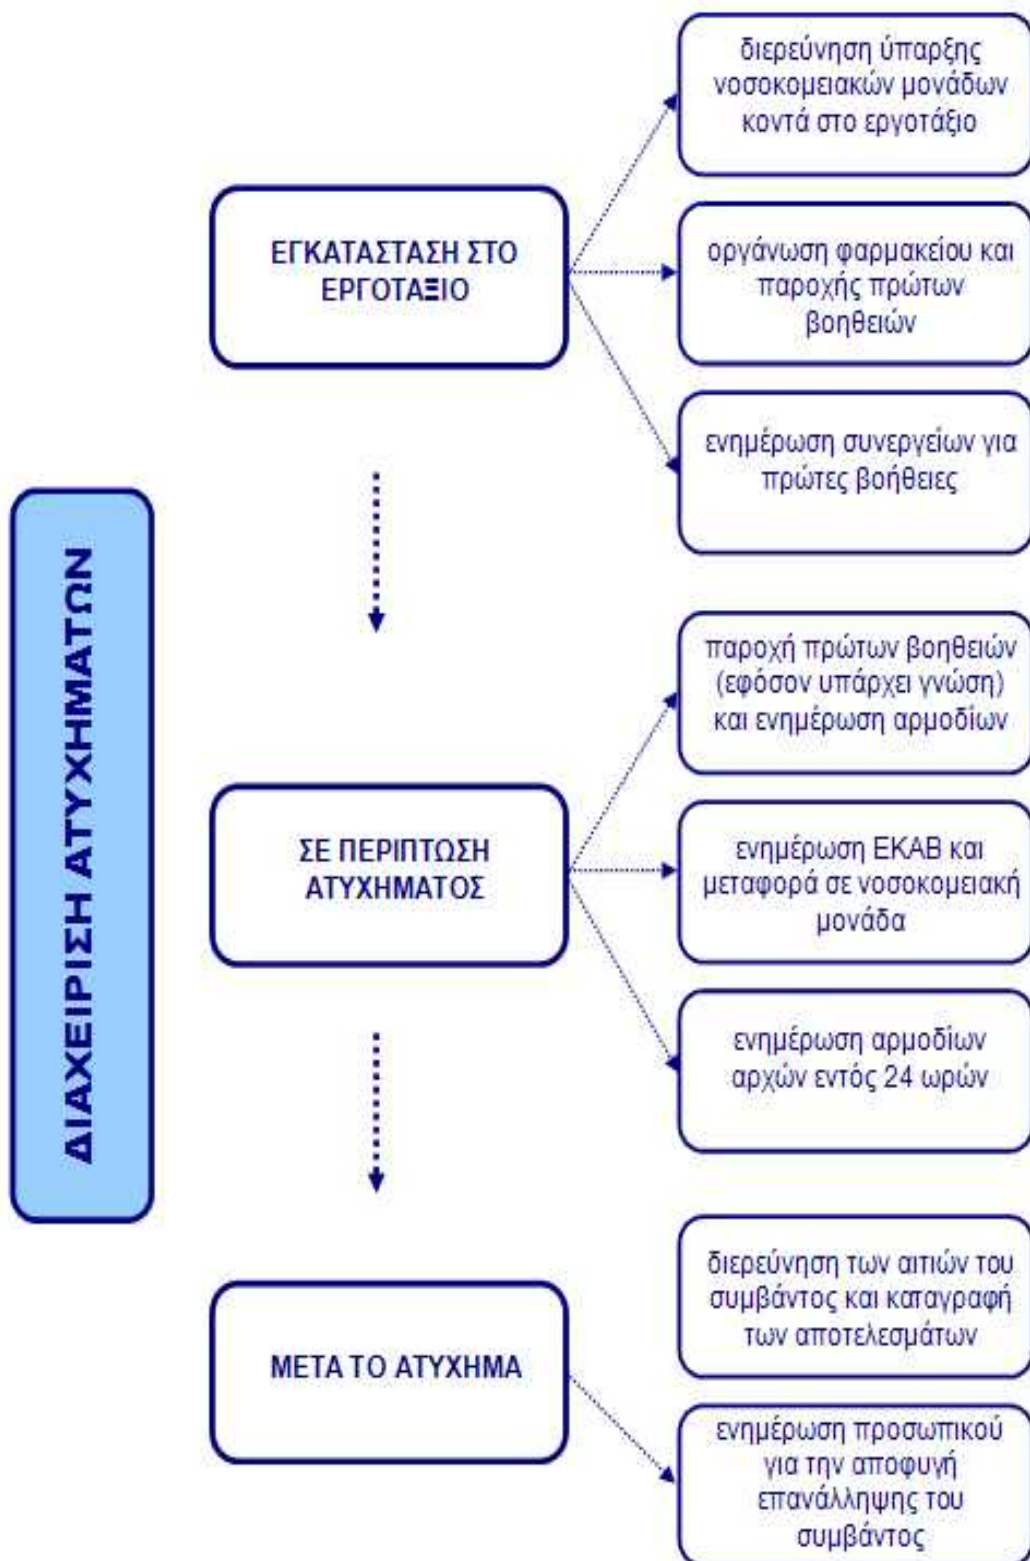 ΔΙΑΧΕΙΡΙΣΗ ΑΤΥΧΗΜΑΤΩΝ
ΕΓΚΑΤΑΣΤΑΣΗ ΣΤΟ
ΕΡΓΟΤΑΞΙΟ
διερεύνηση ύπαρξης
νοσοκομειακών μονάδων
κοντά στο εργοτάξιο
οργάνωση φαρμακείου και
παροχής πρώτων
βοηθειών
ενημέρωση συνεργείων για
πρώτες βοήθειες
ΣΕ ΠΕΡΙΠΤΩΣΗ
ΑΤΥΧΗΜΑΤΟΣ
παροχή πρώτων βοηθειών
(εφόσον υπάρχει γνώση)
και ενημέρωση αρμοδίων
ενημέρωση ΕΚΑΒ και
μεταφορά σε νοσοκομειακή
μονάδα
ενημέρωση αρμοδίων
αρχών εντός 24 ωρών
ΜΕΤΑ ΤΟ ΑΤΥΧΗΜΑ
διερεύνηση των αιτιών του
συμβάντος και καταγραφή
των αποτελεσμάτων
ενημέρωση προσωπικού
για την αποφυγή
επανάλληψης του
συμβάντος